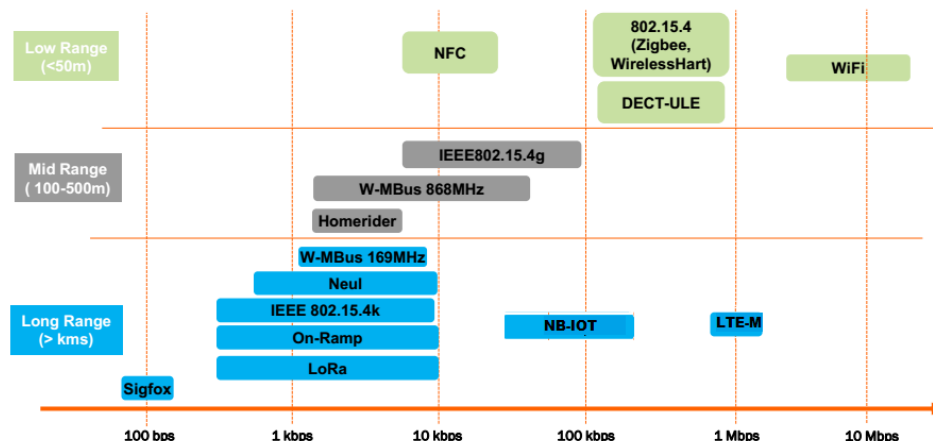 Low Range
(<50m)
NFC
802.15.4
(Zigbee,
WirelessHart)
WiFi
DECT-ULE
Mid Range
( 100-500m)
IEEE802.15.4g
W-MBus 868MHz
Homerider
W-MBus 169MHz
Neul
IEEE 802.15.4k
Long Range
(> kms)
NB-IOT
LTE-M
On-Ramp
LoRa
Sigfox
100 bps
1 kbps
10 kbps
100 kbps
1 Mbps
10 Mbps